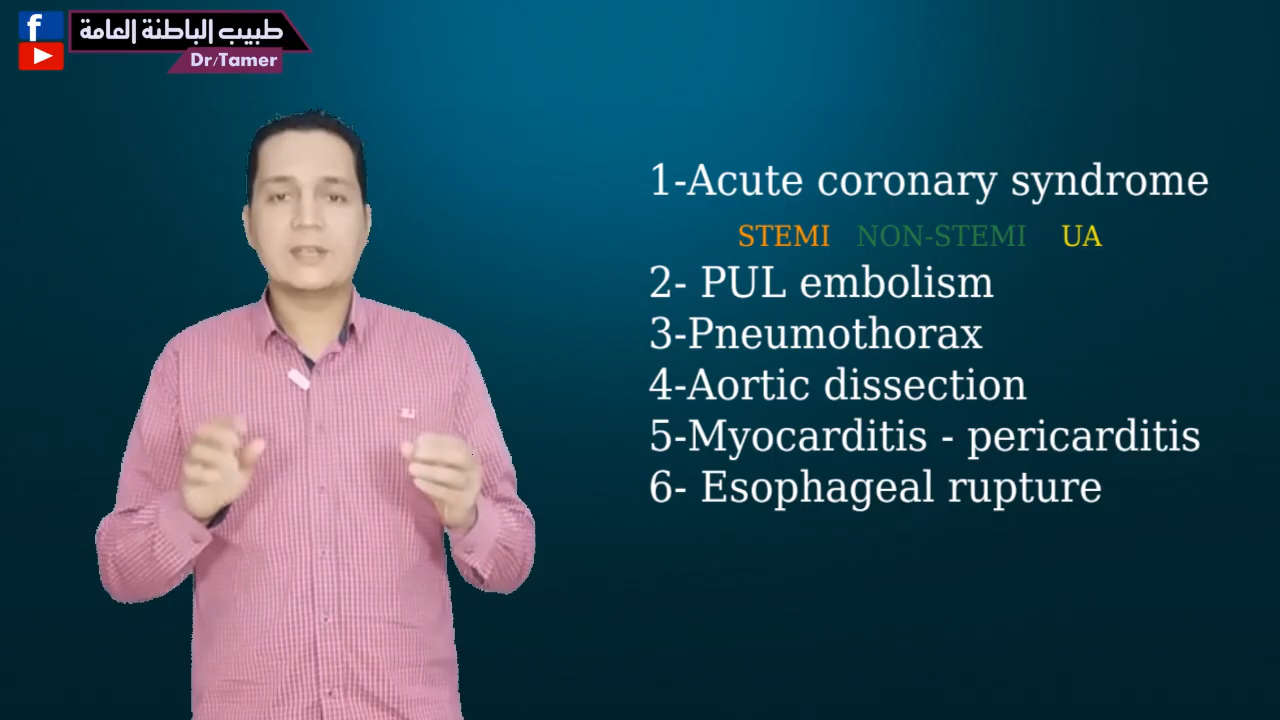 f
طبيب الباطنة العامة
Dr/Tamer
1-Acute coronary syndrome
STEMI NON-STEMI UA
2- PUL embolism
3-Pneumothorax
4-Aortic dissection
5-Myocarditis - pericarditis
6- Esophageal rupture